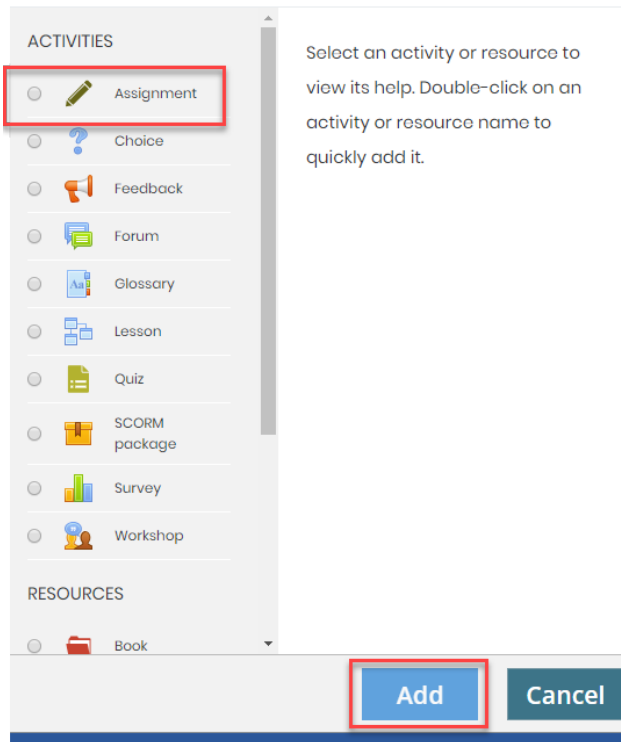 ACTIVITIES
Assignment
Choice
Feedback
Forum
Aa
Glossary
Lesson
Quiz
SCORM
package
Survey
Workshop
RESOURCES
Book
Select an activity or resource to
view its help. Double-click on an
activity or resource name to
quickly add it.
Add
Cancel